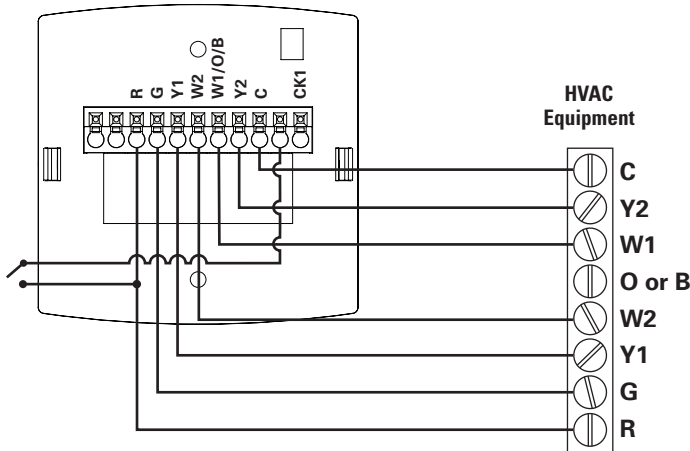 R
G
Y1
W2
W1/O/B
Y2
C
CK1
HVAC
Equipment
C
Y2
W1
O or B
W2
Y1
G
R